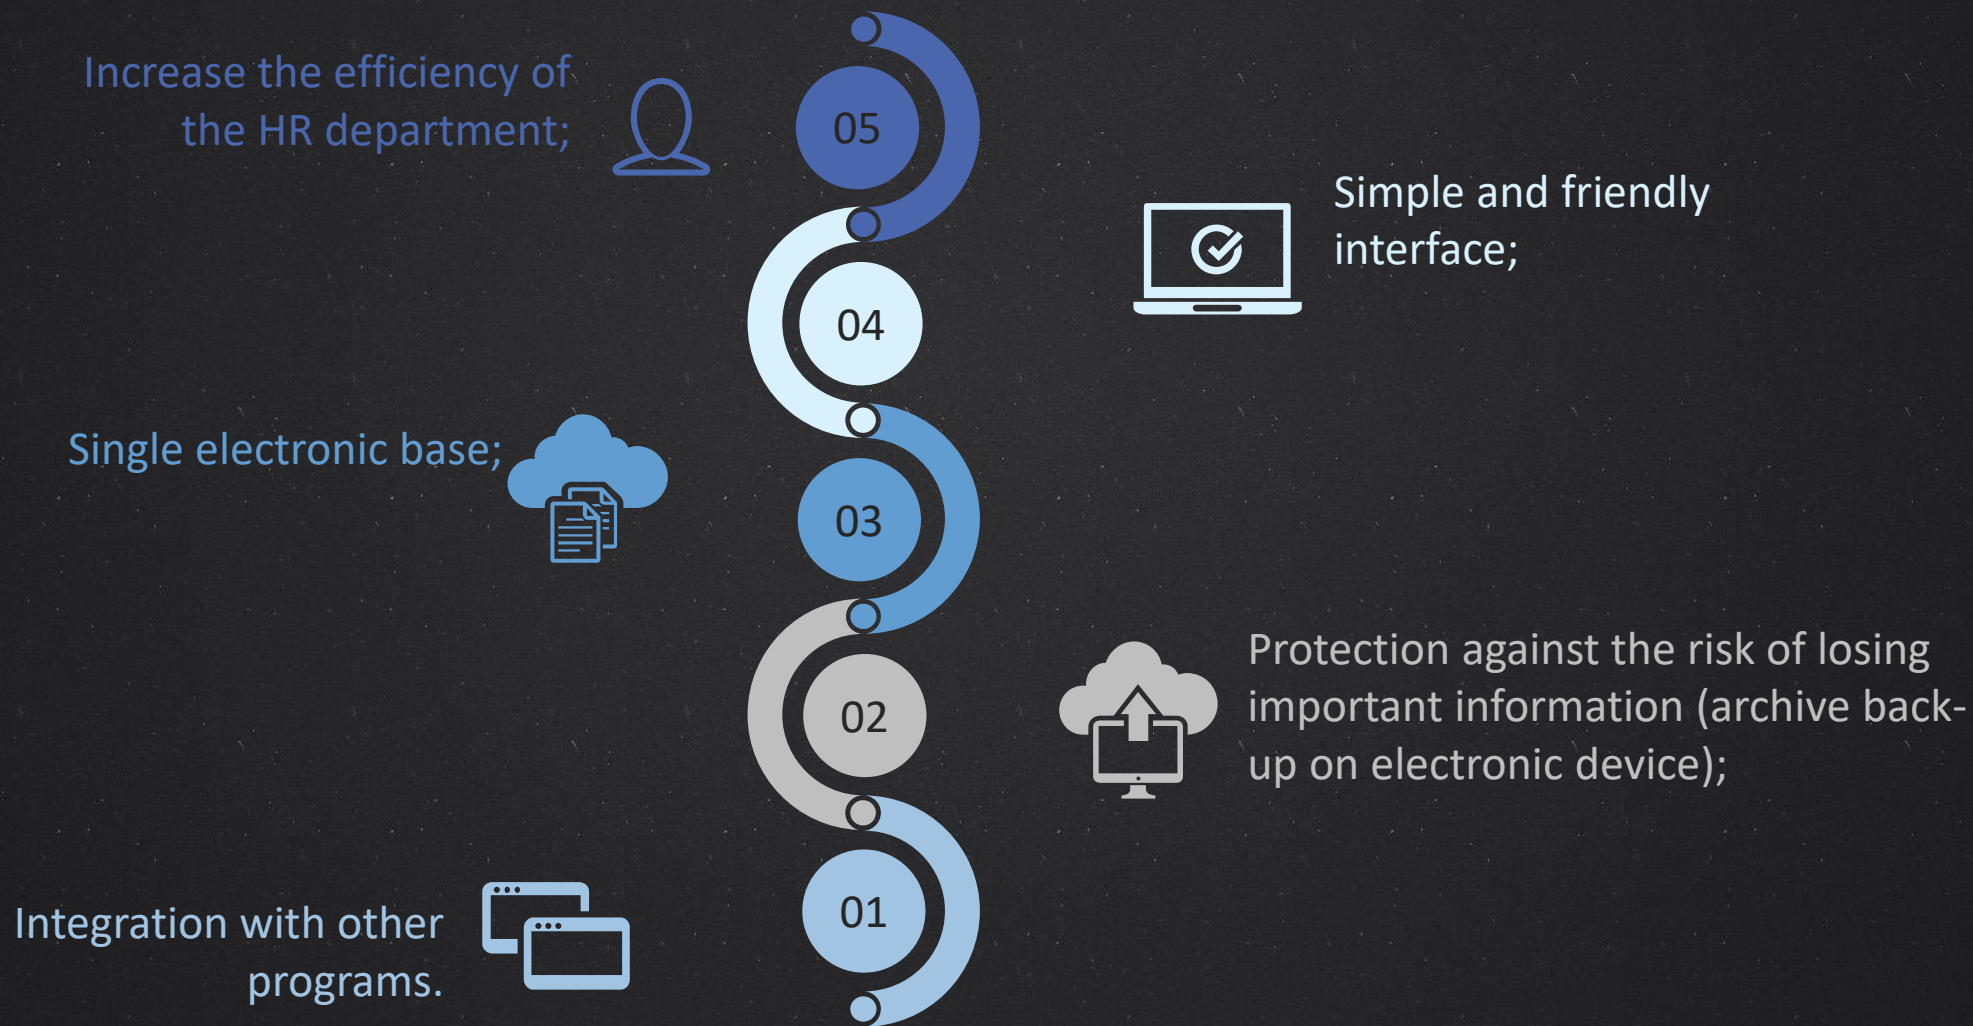 Increase the efficiency of
the HR department;
05
Simple and friendly
interface;
04
Single electronic base;
03
Protection against the risk of losing
important information (archive back-
up on electronic device);
02
Integration with other
programs.
01